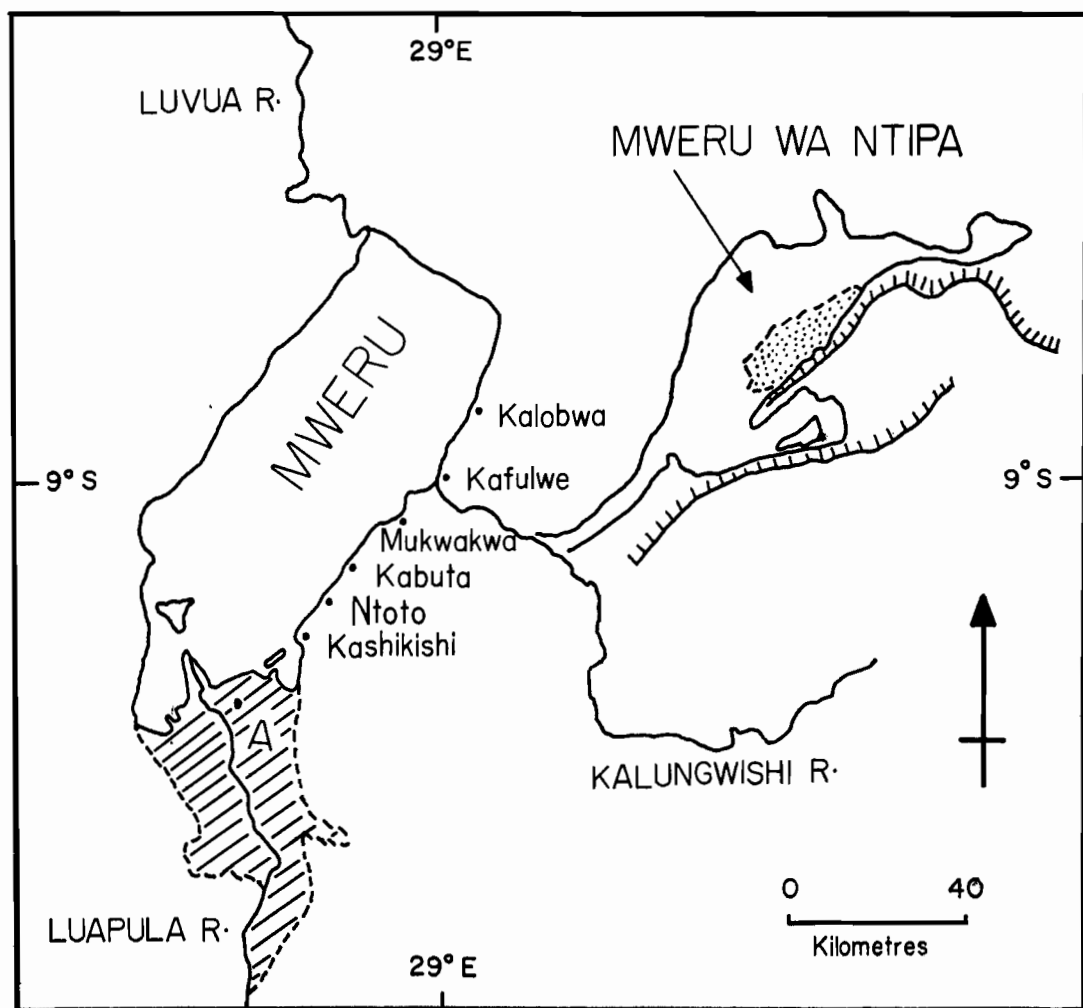 29°E
LUVUA R.
MWERU WA NTIPA
MWERU
Kalobwa
9°S
Kafulwe
9°S
Mukwakwa
Kabuta
Ntoto
Kashikishi
A
KALUNGWISHI R.
0 40
Kilometres
LUAPULA R.
29°E